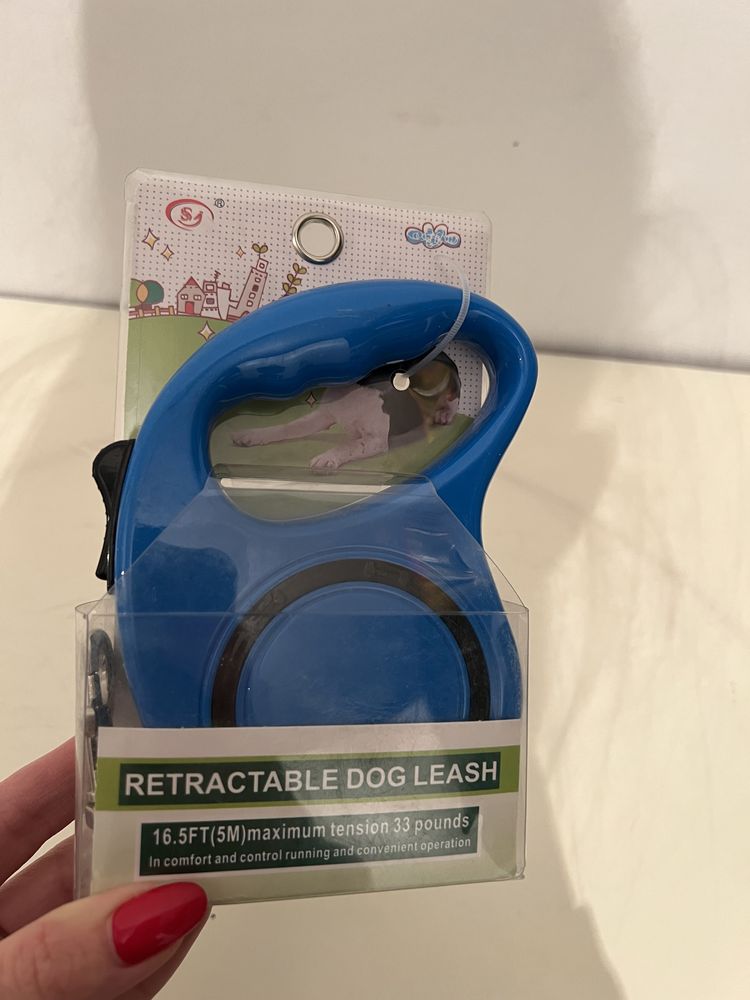 ®
RETRACTABLE DOG LEASH
16.5FT(5M)maximum tension 33 pounds
In comfort and control running and convenient operation